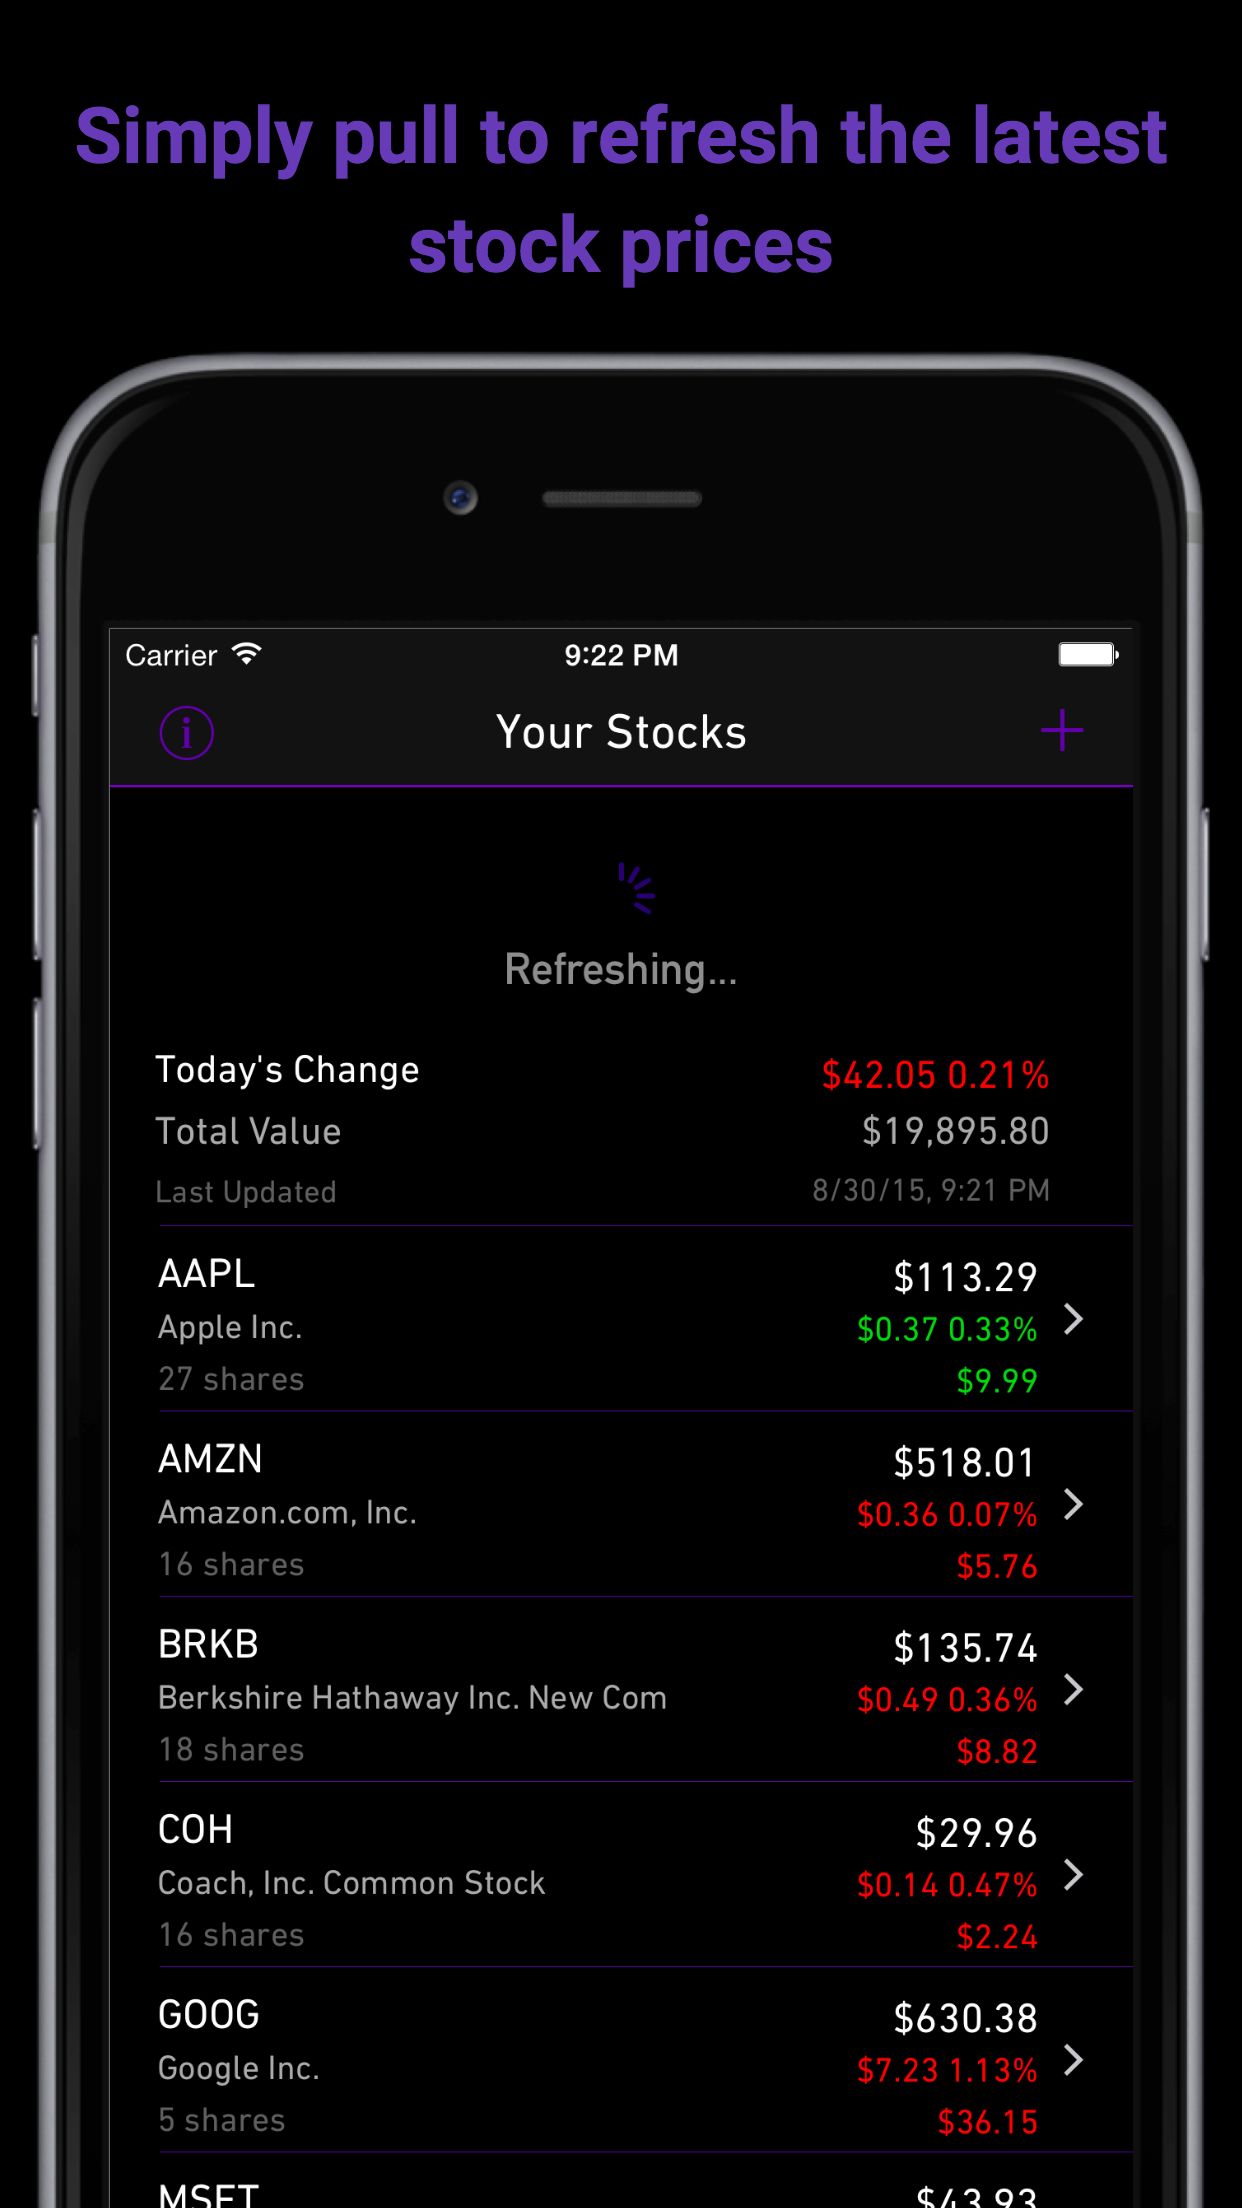 Simply pull to refresh the latest
stock prices
Carrier 9:22 PM
i Your Stocks +
Refreshing...
Today's Change $42.05 0.21%
Total Value $19,895.80
Last Updated 8/30/15, 9:21 PM
AAPL $113.29
Apple Inc. $0.37 0.33%
27 shares $9.99
AMZN $518.01
Amazon.com, Inc. $0.36 0.07%
16 shares $5.76
BRKB $135.74
Berkshire Hathaway Inc. New Com $0.49 0.36%
18 shares $8.82
COH $29.96
Coach, Inc. Common Stock $0.14 0.47%
16 shares $2.24
GOOG $630.38
Google Inc. $7.23 1.13%
5 shares $36.15
MSFT $43.93